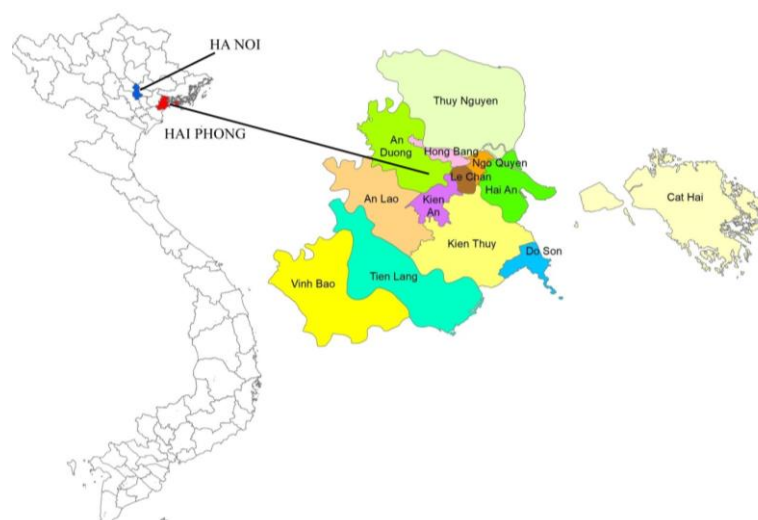 HA NOI
HAI PHONG
Thuy Nguyen
An
Duong
Hong Bang
Ngo Quyen
Le Chan
Hai An
An Lao
Kien
An
Cat Hai
Kien Thuy
Do Son
Tien Lang
Vinh Bao